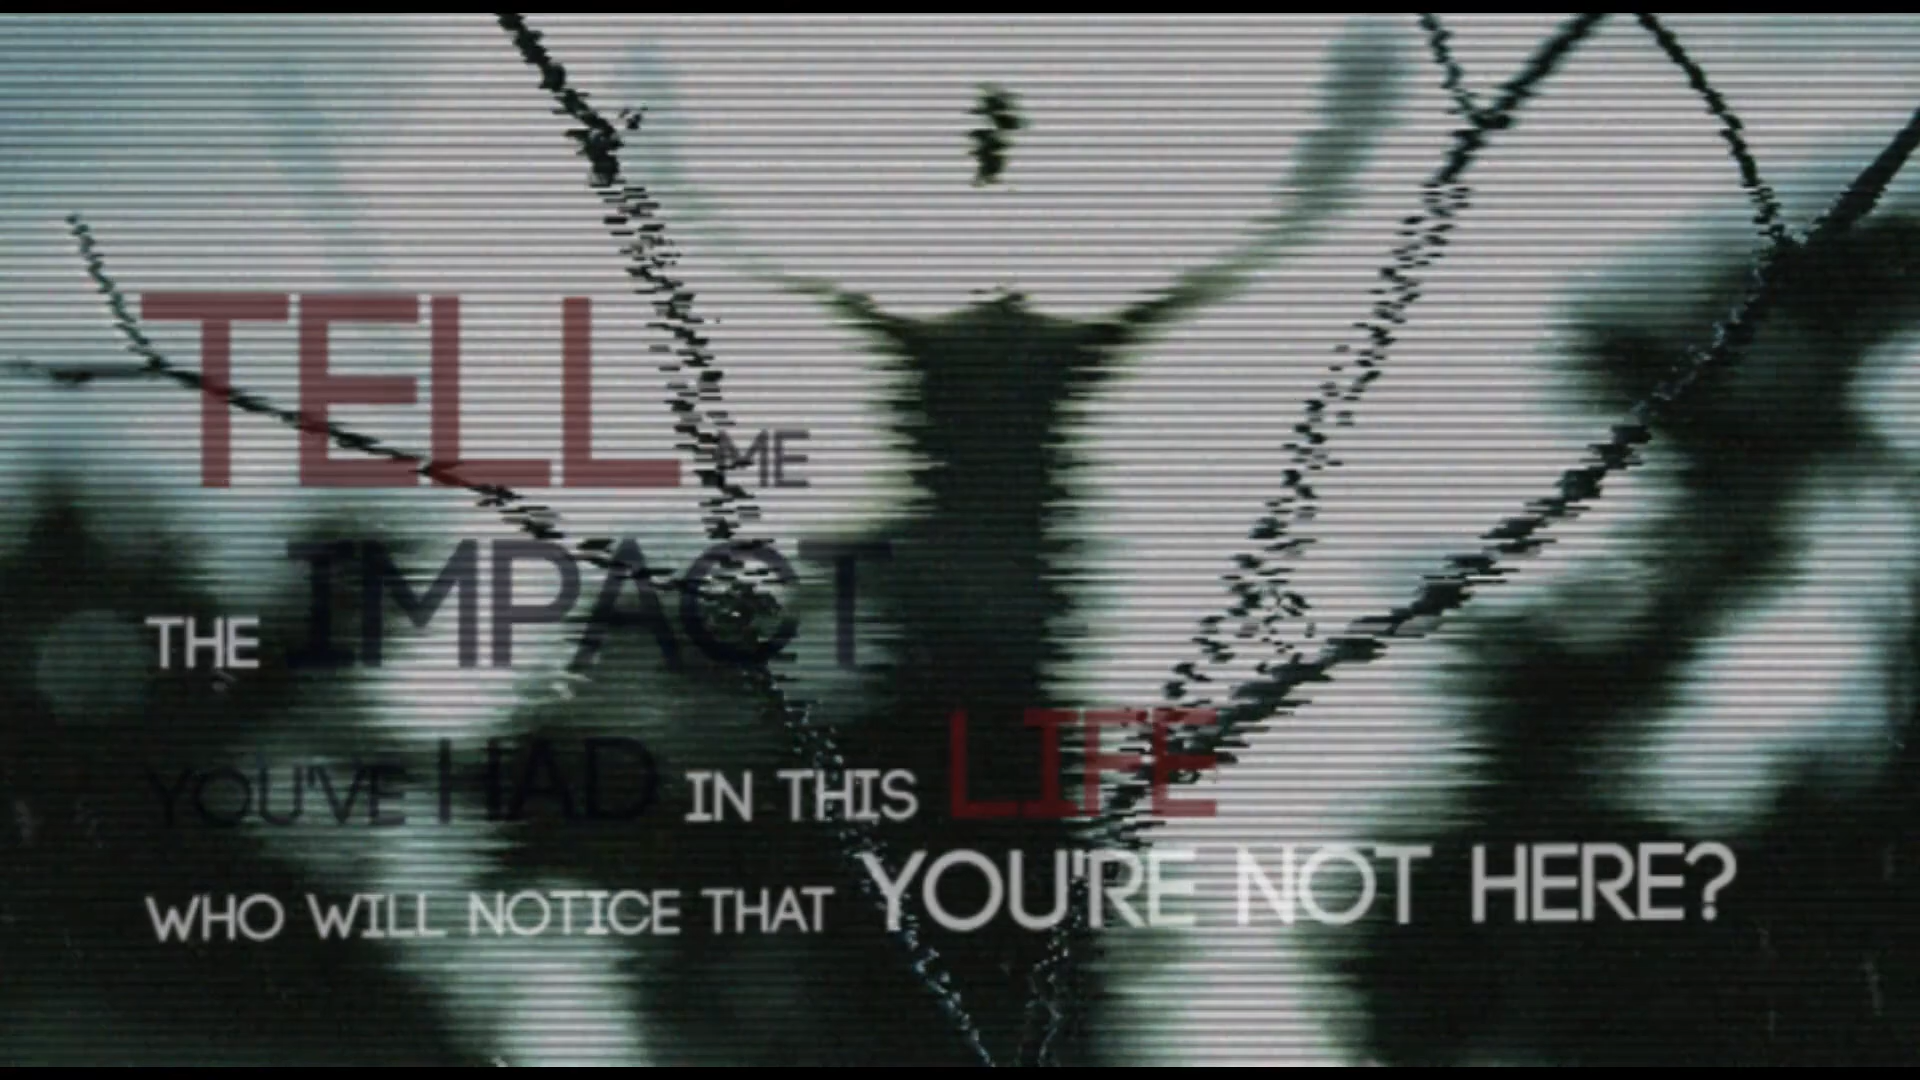 TELL ME
THE IMPACT
YOU'VE HAD IN THIS LIFE
WHO WILL NOTICE THAT YOU'RE NOT HERE?